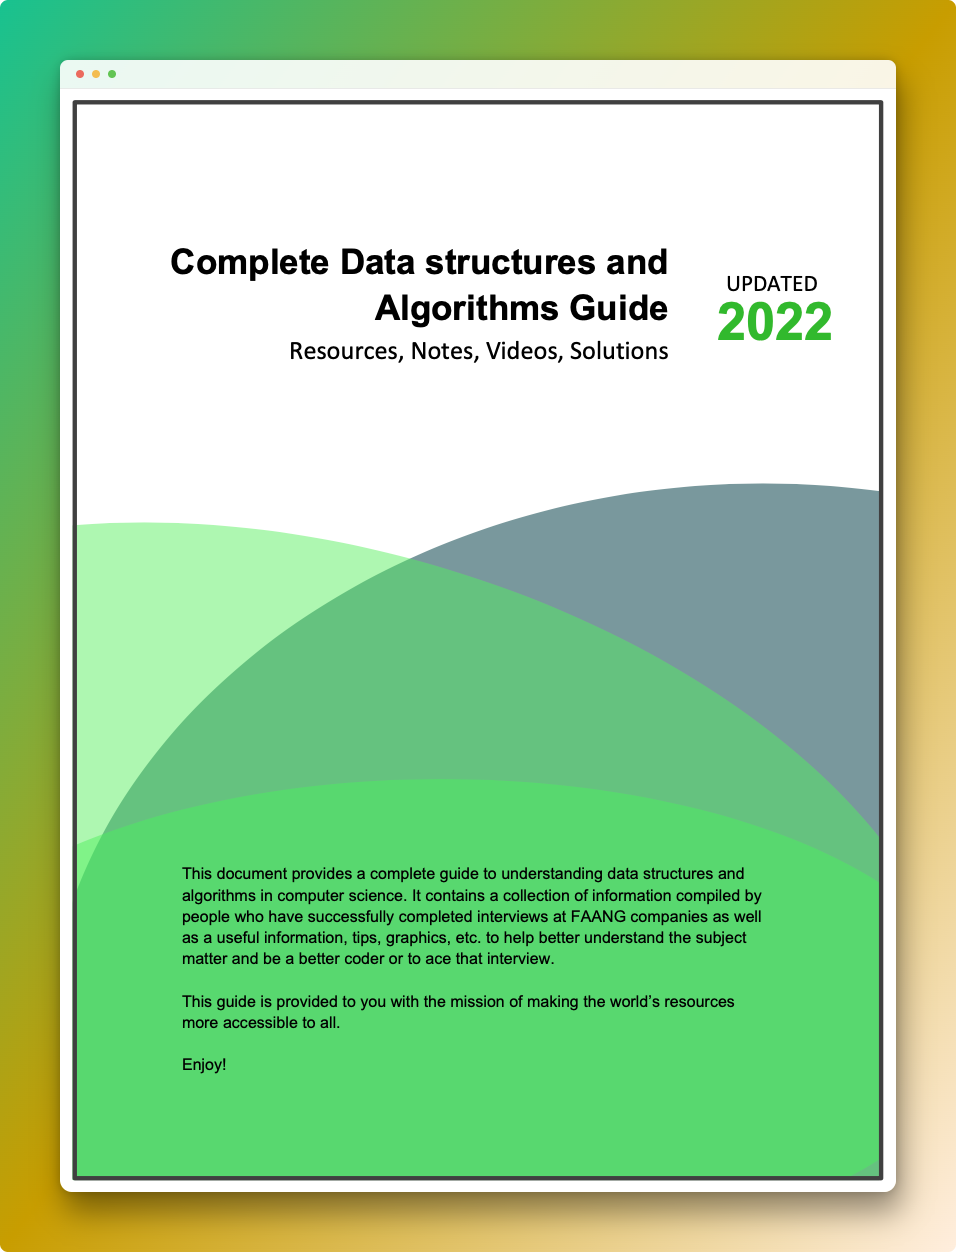 Complete Data structures and
Algorithms Guide
Resources, Notes, Videos, Solutions
UPDATED
2022
This document provides a complete guide to understanding data structures and
algorithms in computer science. It contains a collection of information compiled by
people who have successfully completed interviews at FAANG companies as well
as a useful information, tips, graphics, etc. to help better understand the subject
matter and be a better coder or to ace that interview.
This guide is provided to you with the mission of making the world’s resources
more accessible to all.
Enjoy!